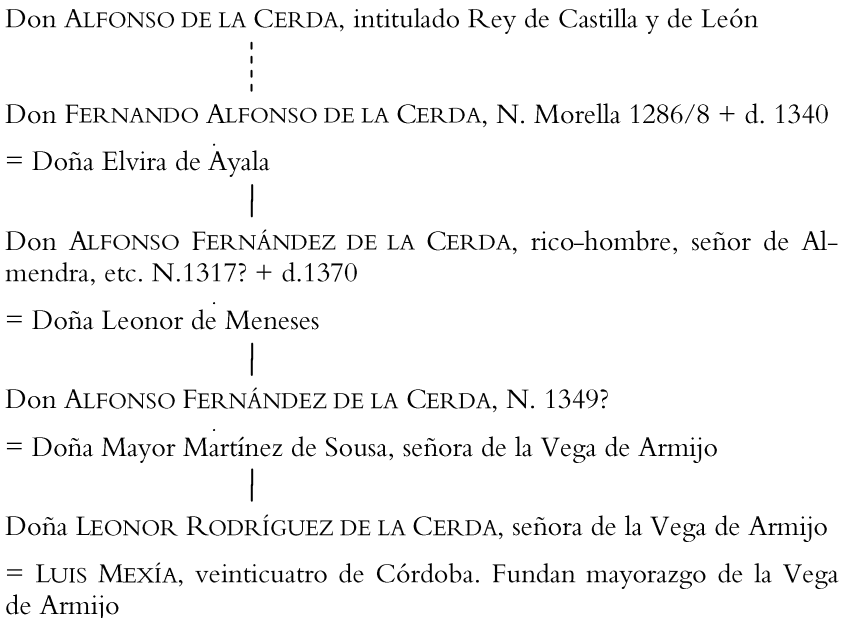 Don ALFONSO DE LA CERDA, intitulado Rey de Castilla y de León
Don FERNANDO ALFONSO DE LA CERDA, N. Morella 1286/8 + d. 1340
= Doña Elvira de Ayala
Don ALFONSO FERNÁNDEZ DE LA CERDA, rico-hombre, señor de Al-
mendra, etc. N.1317? + d.1370
= Doña Leonor de Meneses
Don ALFONSO FERNÁNDEZ DE LA CERDA, N. 1349?
= Doña Mayor Martínez de Sousa, señora de la Vega de Armijo
Doña LEONOR RODRÍGUEZ DE LA CERDA, señora de la Vega de Armijo
= LUIS MEXÍA, veinticuatro de Córdoba. Fundan mayorazgo de la Vega
de Armijo